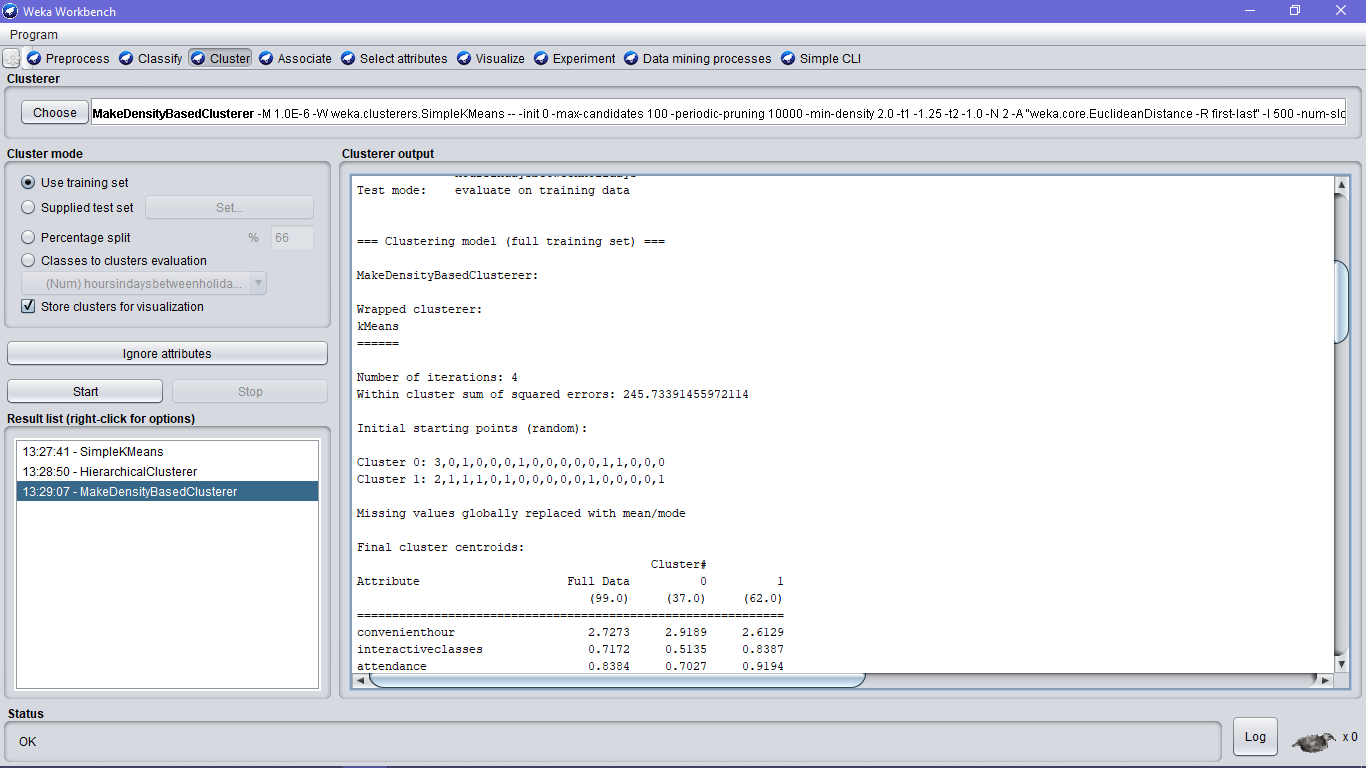 Weka Workbench
Program
Preprocess Classify Cluster Associate Select attributes Visualize Experiment Data mining processes Simple CLI
Clusterer
Choose MakeDensityBasedClusterer -M 1.0E-6 -W weka.clusterers.SimpleKMeans -- -init 0 -max-candidates 100 -periodic-pruning 10000 -min-density 2.0 -t1 -1.25 -t2 -1.0 -N 2 -A "weka.core.EuclideanDistance -R first-last" -I 500
Cluster mode
Use training set
Supplied test set Set...
Percentage split % 66
Classes to clusters evaluation
(Num) hoursindaysbetweenholida...
Store clusters for visualization
Ignore attributes
Start Stop
Result list (right-click for options)
13:27:41 - SimpleKMeans
13:28:50 - HierarchicalClusterer
13:29:07 - MakeDensityBasedClusterer
Clusterer output
Test mode: evaluate on training data
=== Clustering model (full training set) ===
MakeDensityBasedClusterer:
Wrapped clusterer:
kMeans
======
Number of iterations: 4
Within cluster sum of squared errors: 245.73391455972114
Initial starting points (random):
Cluster 0: 3,0,1,0,0,0,1,0,0,0,0,0,1,1,0,0,0
Cluster 1: 2,1,1,1,0,1,0,0,0,0,0,1,0,0,0,0,1
Missing values globally replaced with mean/mode
Final cluster centroids:
Cluster#
Attribute Full Data 0 1
(99.0) (37.0) (62.0)
=============================================================
convenienthour 2.7273 2.9189 2.6129
interactiveclasses 0.7172 0.5135 0.8387
attendance 0.8384 0.7027 0.9194
Status
OK
Log
x 0